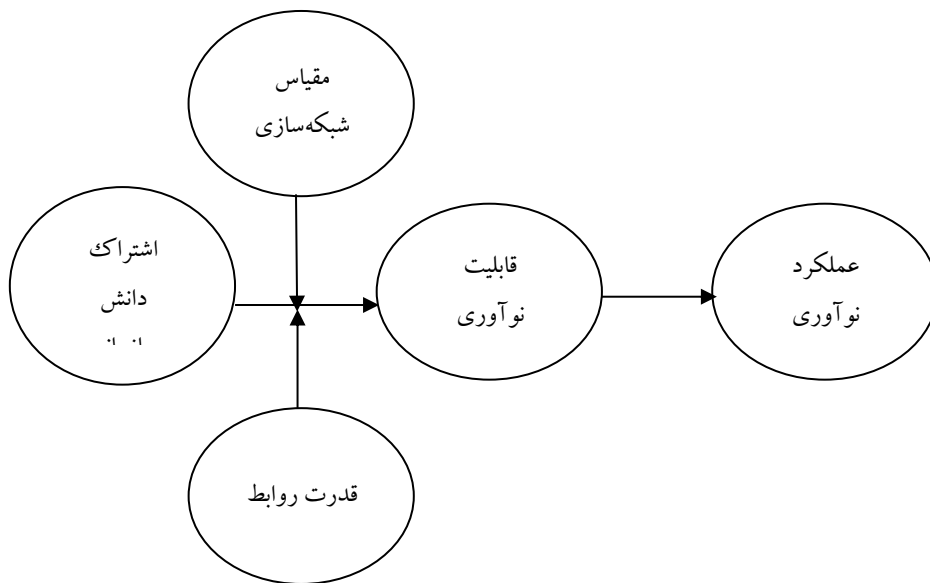 مقیاس
شبکه‌سازی
اشتراک
دانش
قابلیت
نوآوری
عملکرد
نوآوری
قدرت روابط